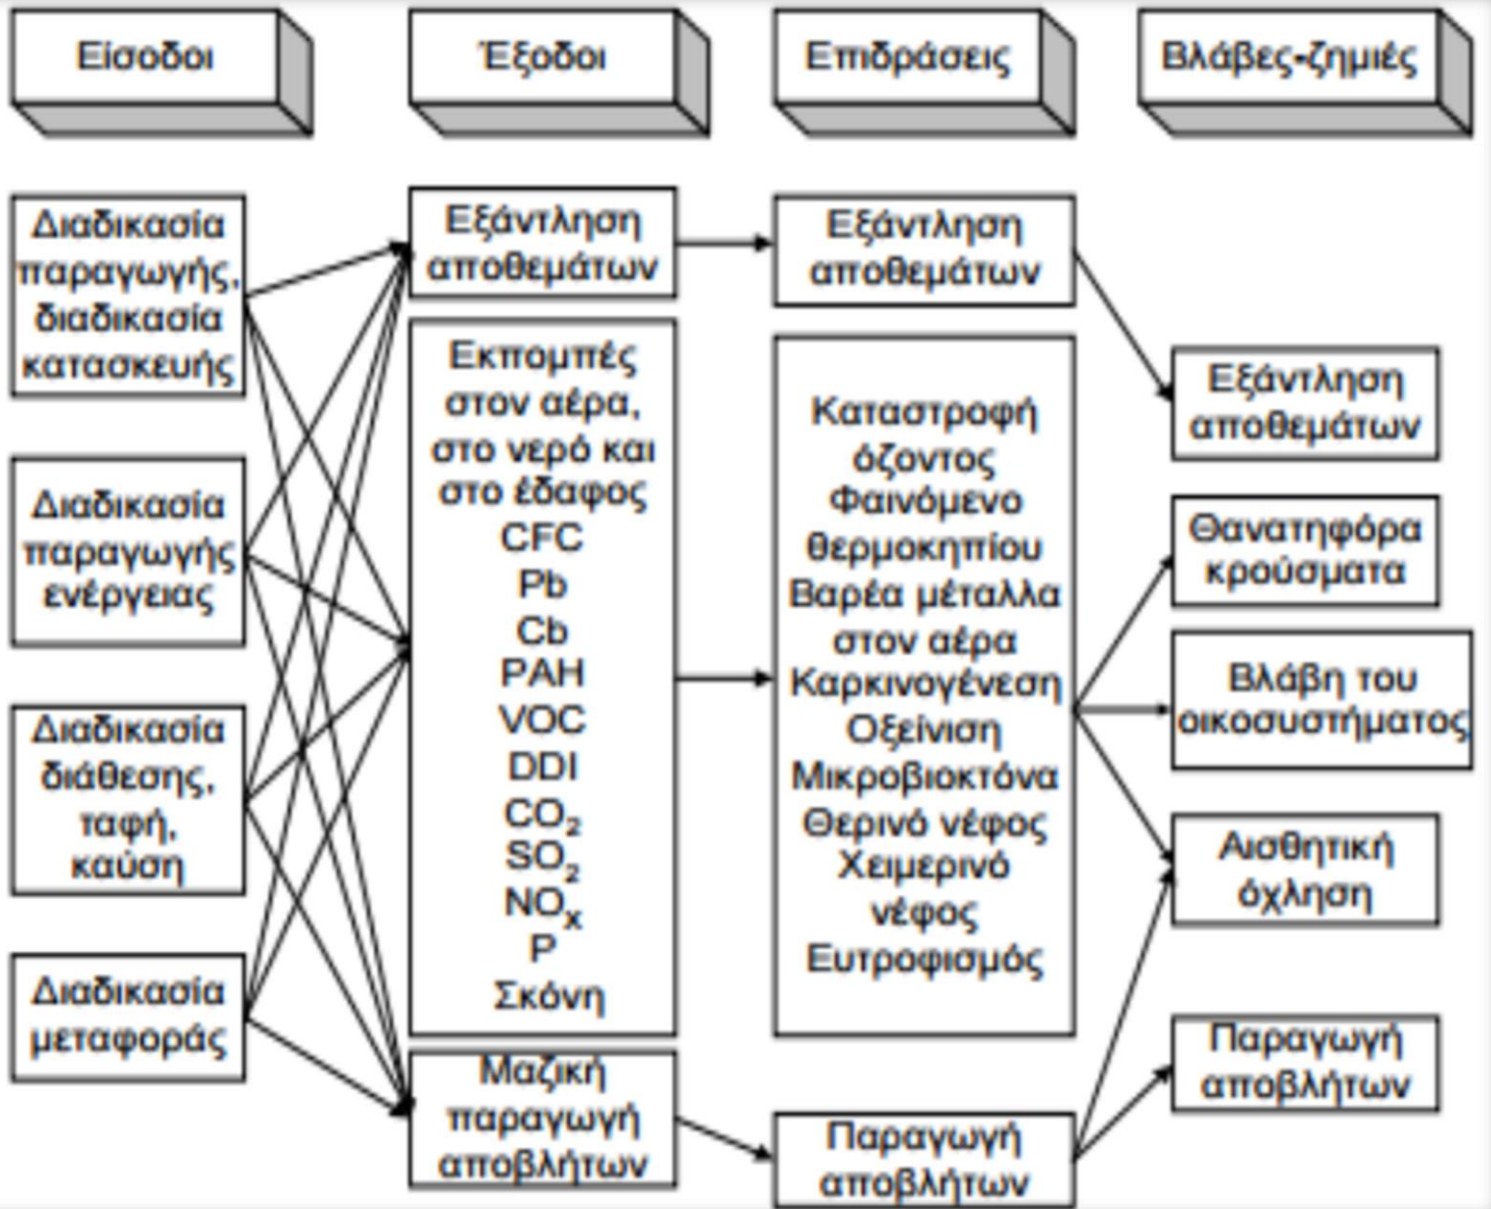 Είσοδοι
Έξοδοι
Επιδράσεις
Βλάβες-ζημιές
Διαδικασία
παραγωγής,
διαδικασία
κατασκευής
Διαδικασία
παραγωγής
ενέργειας
Διαδικασία
διάθεσης,
ταφή,
καύση
Διαδικασία
μεταφοράς
Εξάντληση
αποθεμάτων
Εκπομπές
στον αέρα,
στο νερό και
στο έδαφος
CFC
Pb
Cb
PAH
VOC
DDI
CO₂
SO₂
NOₓ
P
Σκόνη
Μαζική
παραγωγή
αποβλήτων
Εξάντληση
αποθεμάτων
Καταστροφή
όζοντος
Φαινόμενο
θερμοκηπίου
Βαρέα μέταλλα
στον αέρα
Καρκινογένεση
Οξείνιση
Μικροβιοκτόνα
Θερινό νέφος
Χειμερινό
νέφος
Ευτροφισμός
Παραγωγή
αποβλήτων
Εξάντληση
αποθεμάτων
Θανατηφόρα
κρούσματα
Βλάβη του
οικοσυστήματος
Αισθητική
όχληση
Παραγωγή
αποβλήτων